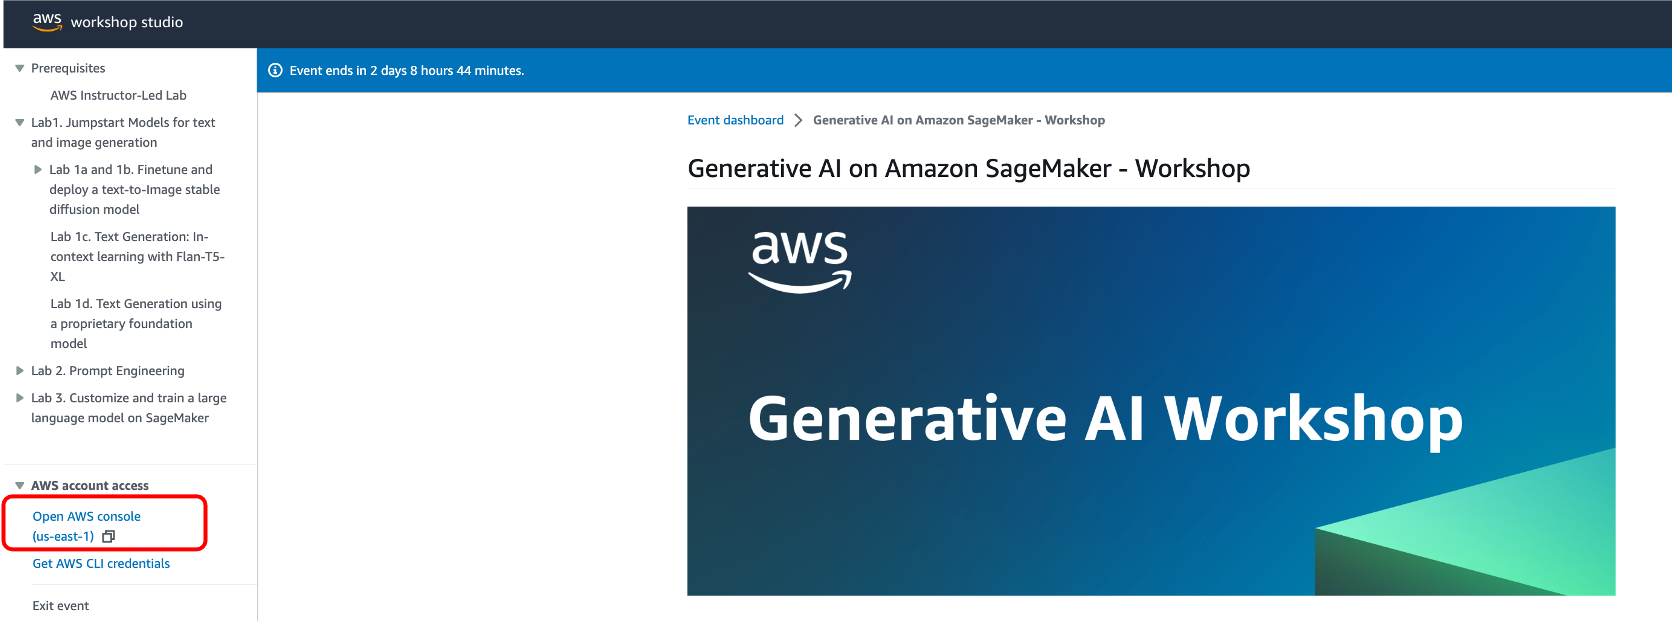 aws workshop studio
Prerequisites
AWS Instructor-Led Lab
Lab1. Jumpstart Models for text
and image generation
Lab 1a and 1b. Finetune and
deploy a text-to-Image stable
diffusion model
Lab 1c. Text Generation: In-
context learning with Flan-T5-
XL
Lab 1d. Text Generation using
a proprietary foundation
model
Lab 2. Prompt Engineering
Lab 3. Customize and train a large
language model on SageMaker
AWS account access
Open AWS console
(us-east-1)
Get AWS CLI credentials
Exit event
Event ends in 2 days 8 hours 44 minutes.
Event dashboard > Generative AI on Amazon SageMaker - Workshop
Generative AI on Amazon SageMaker - Workshop
aws
Generative AI Workshop